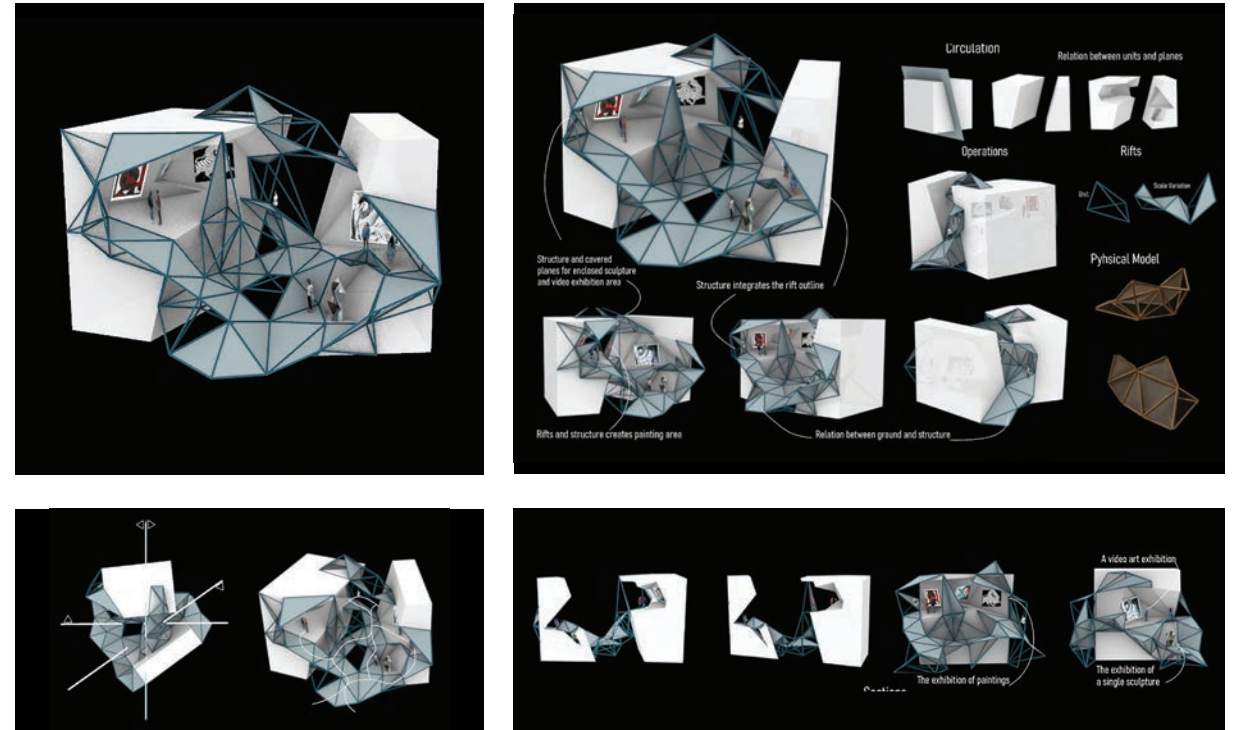 Circulation
Relation between units and planes
Operations
Rifts
Unit
Scale Variation
Pyhsical Model
Structure and covered
planes for enclosed sculpture
and video exhibition area
Structure integrates the rift outline
Rifts and structure creates painting area
Relation between ground and structure
A video art exhibition
The exhibition of paintings
The exhibition of
a single sculpture
Sections